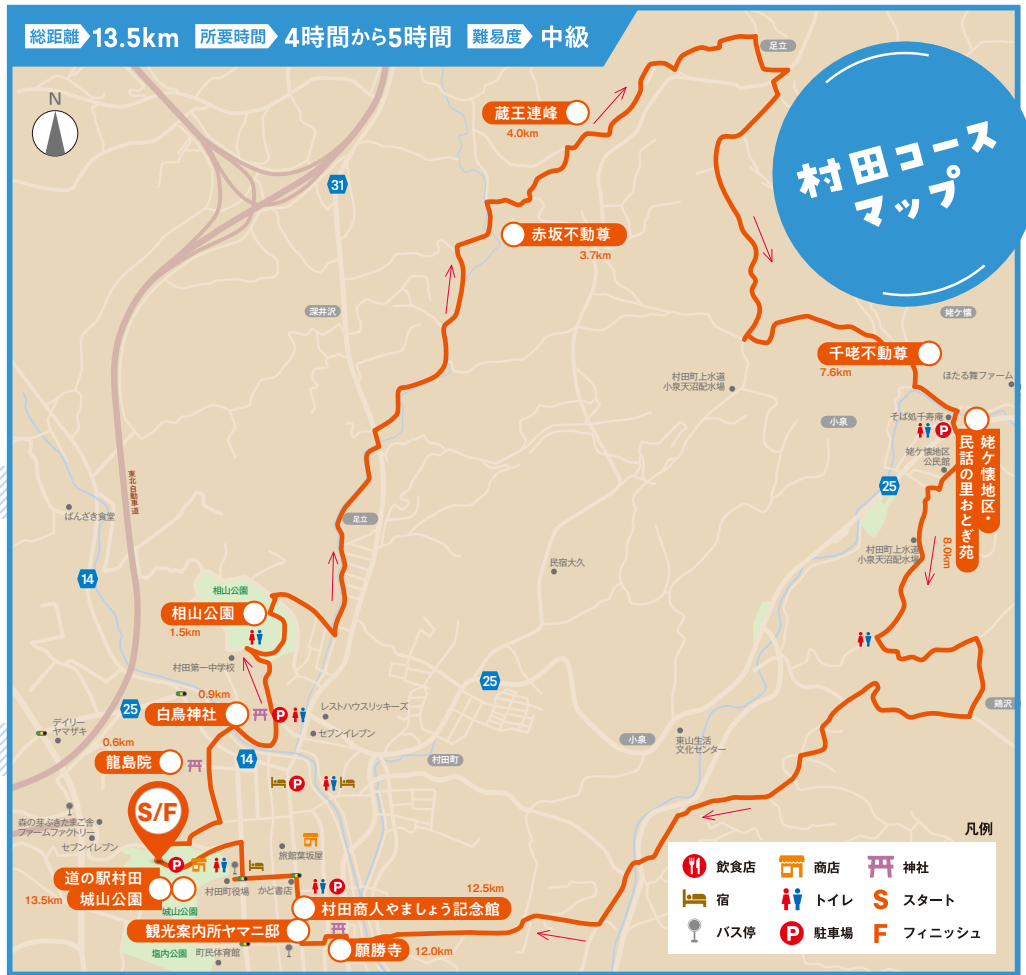 総距離 13.5km 所要時間 4時間から5時間 難易度 中級
村田コース
マップ
N
足立
蔵王連峰
4.0km
31
赤坂不動尊
3.7km
深井沢
姥ケ懐
千咾不動尊
7.6km
ほたる舞ファーム
村田町上水道
小泉天沼配水場
小泉
そば処千寿庵
P
姥ケ懐地区
公民館
姥ケ懐地区・
民話の里おとぎ苑
8.0km
25
東北自動車道
ばんざき食堂
足立
村田町上水道
小泉天沼配水場
民宿大久
14
相山公園
相山公園
1.5km
村田第一中学校
25
0.9km
白鳥神社
P
レストハウスリッキーズ
セブンイレブン
25
鶏沢
デイリー
ヤマザキ
0.6km
龍島院
14
村田町
小泉
東山生活
文化センター
P
S/F
森の芽ぶきたまご舎
ファームファクトリー
セブンイレブン
旅館葉坂屋
P
道の駅村田
城山公園
13.5km
村田町役場
かど書店
P
城山公園
12.5km
村田商人やましょう記念館
観光案内所ヤマニ邸
願勝寺
12.0km
塩内公園
町民体育館
凡例
飲食店
商店
神社
宿
トイレ
S スタート
バス停
P 駐車場
F フィニッシュ